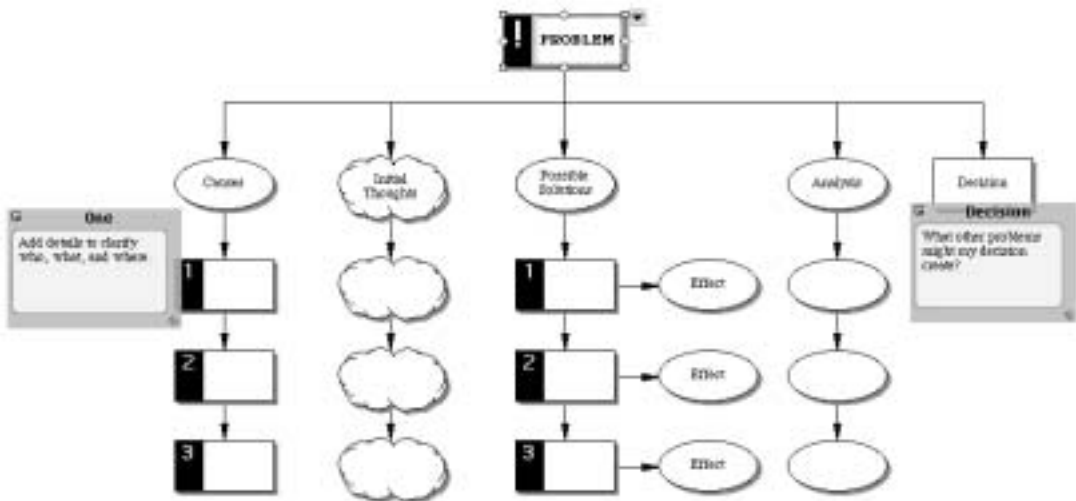 ! PROBLEM
Causes
Initial
Thoughts
Possible
Solutions
Analysis
Decision
One
Add details to clarify
who, what, and where
Decision
What other problems
might my decision
create?
1
1
Effect
2
2
Effect
3
3
Effect